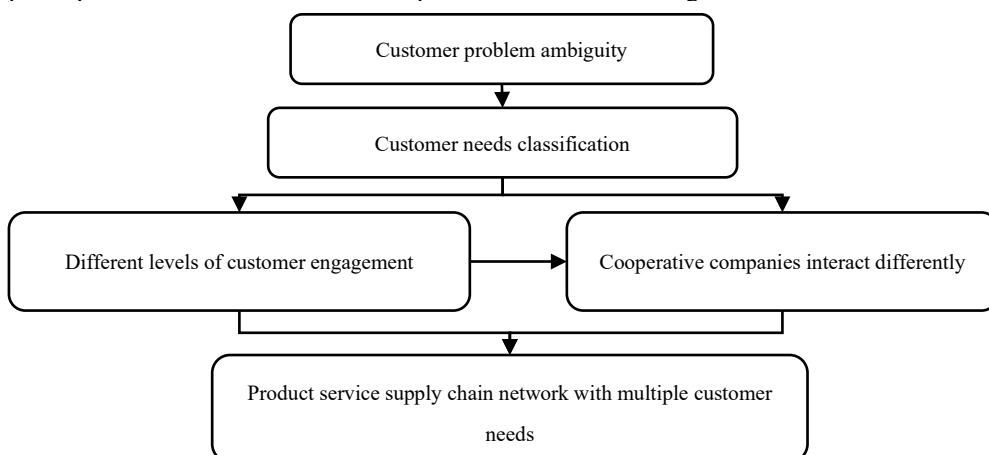 Customer problem ambiguity
Customer needs classification
Different levels of customer engagement
Cooperative companies interact differently
Product service supply chain network with multiple customer
needs